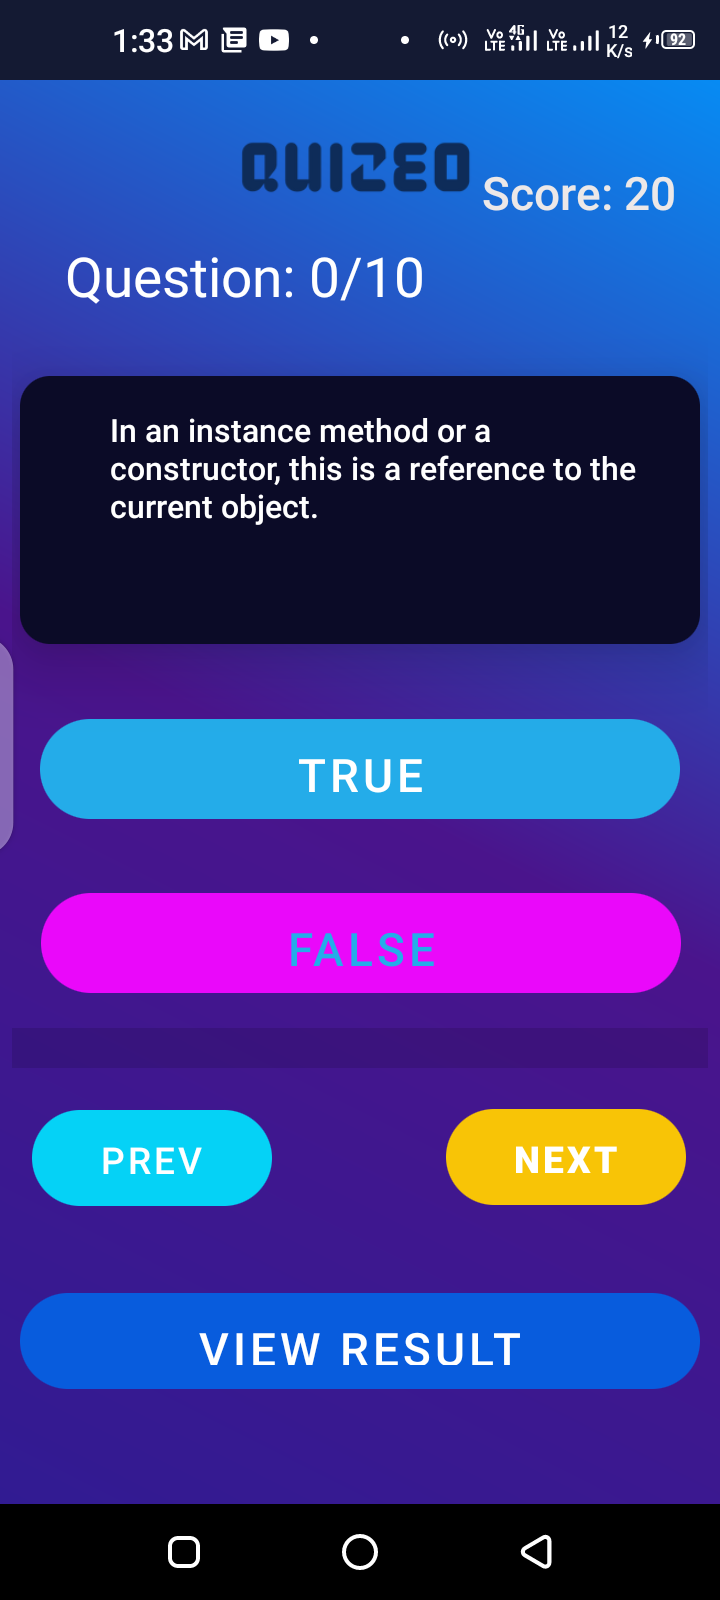 1:33
Vo LTE 4G Vo LTE 12 K/s 92
QUIZEO
Score: 20
Question: 0/10
In an instance method or a
constructor, this is a reference to the
current object.
TRUE
FALSE
PREV
NEXT
VIEW RESULT